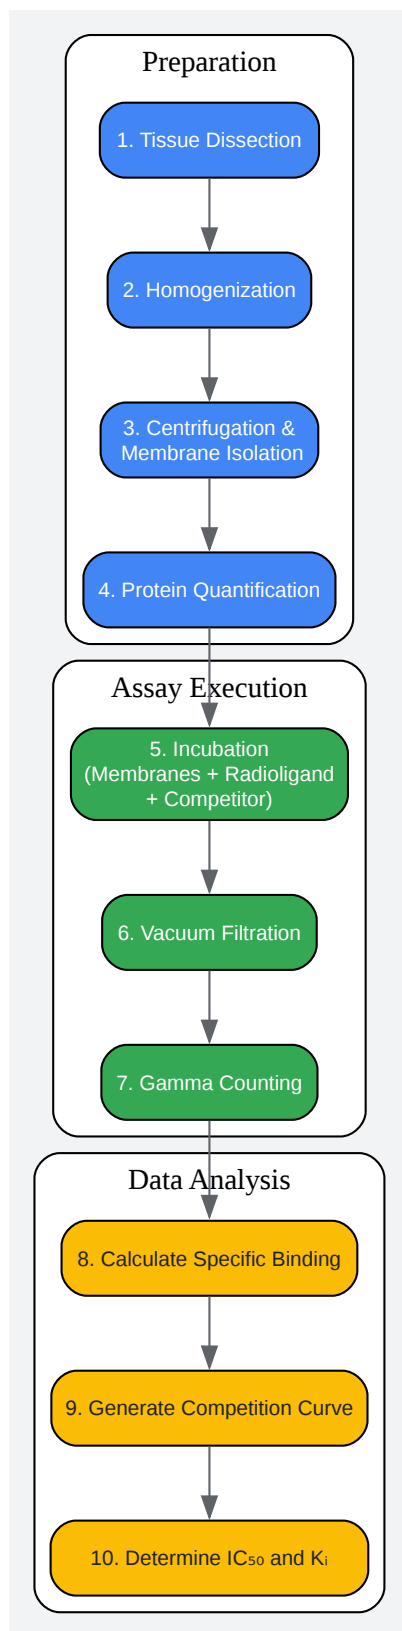 Preparation
1. Tissue Dissection
2. Homogenization
3. Centrifugation &
Membrane Isolation
4. Protein Quantification
Assay Execution
5. Incubation
(Membranes + Radioligand
+ Competitor)
6. Vacuum Filtration
7. Gamma Counting
Data Analysis
8. Calculate Specific Binding
9. Generate Competition Curve
10. Determine IC₅₀ and Kᵢ